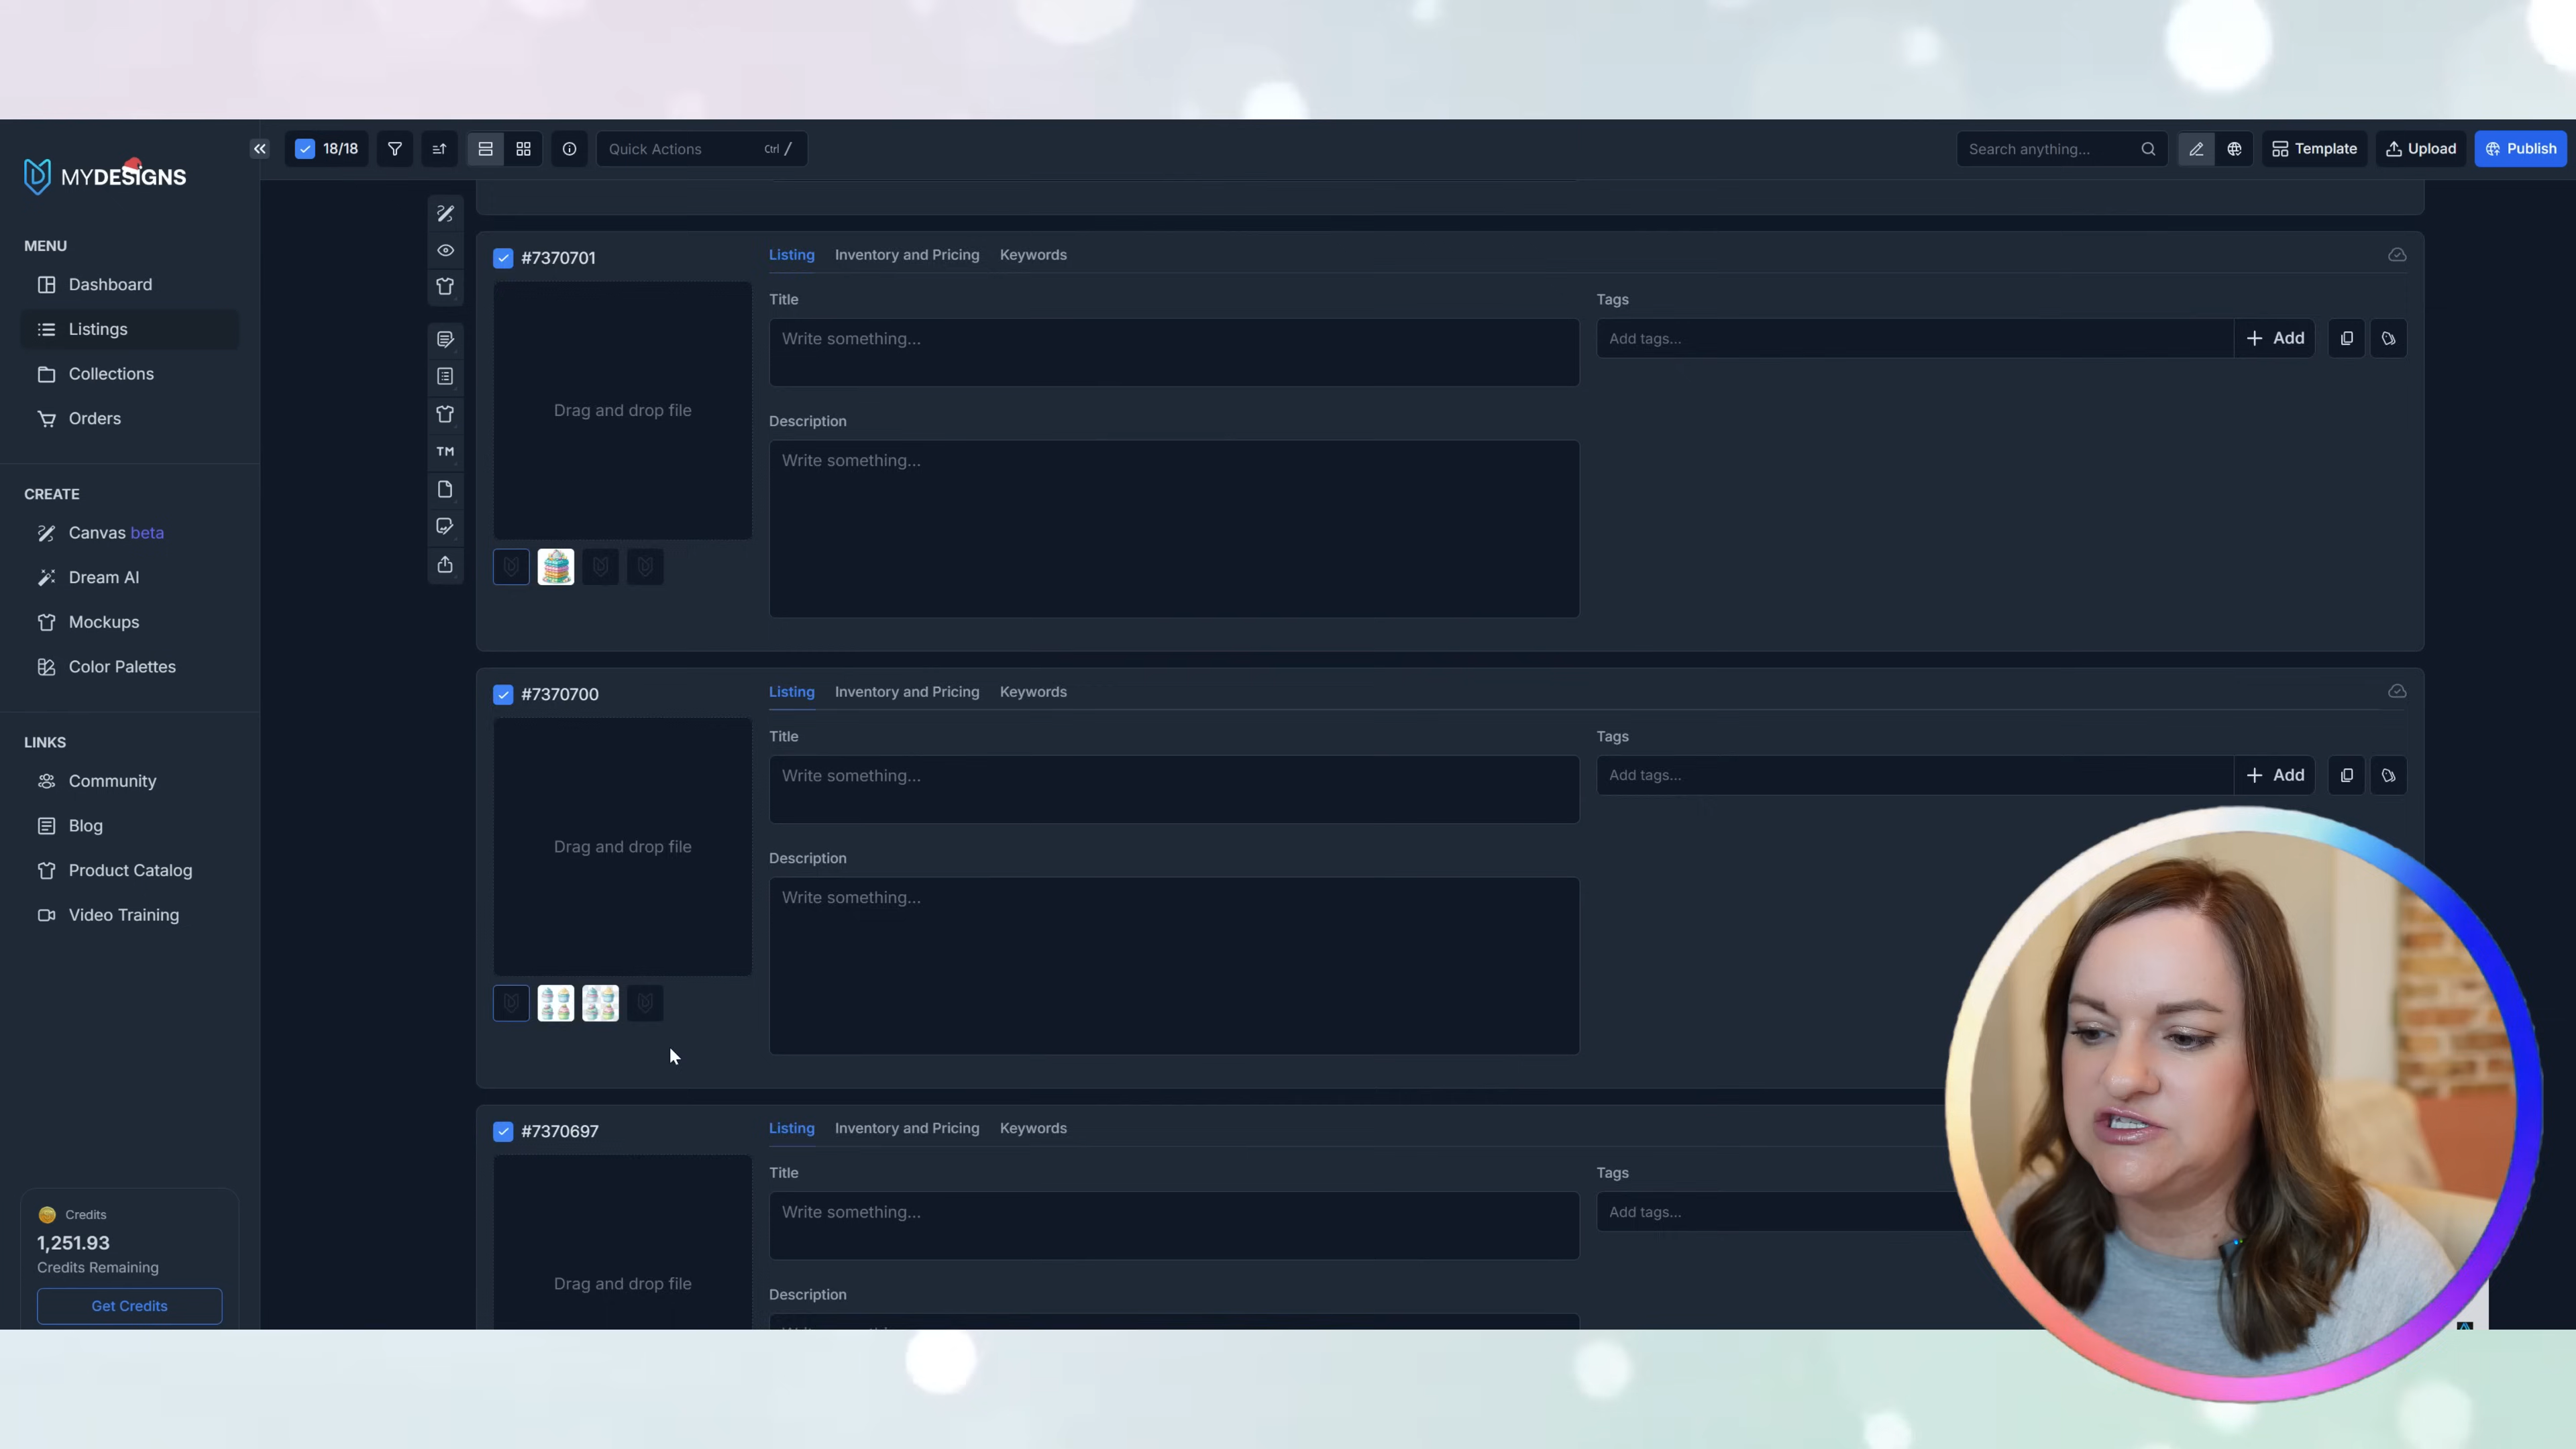 MYDESIGNS
18/18
Quick Actions
Ctrl /
Search anything...
Template
Upload
Publish
MENU
Dashboard
Listings
Collections
Orders
CREATE
Canvas beta
Dream AI
Mockups
Color Palettes
LINKS
Community
Blog
Product Catalog
Video Training
Credits
1,251.93
Credits Remaining
Get Credits
TM
#7370701
Listing Inventory and Pricing Keywords
Drag and drop file
Title
Write something...
Description
Write something...
Tags
Add tags...
Add
#7370700
Listing Inventory and Pricing Keywords
Drag and drop file
Title
Write something...
Description
Write something...
Tags
Add tags...
Add
#7370697
Listing Inventory and Pricing Keywords
Drag and drop file
Title
Write something...
Description
Tags
Add tags...